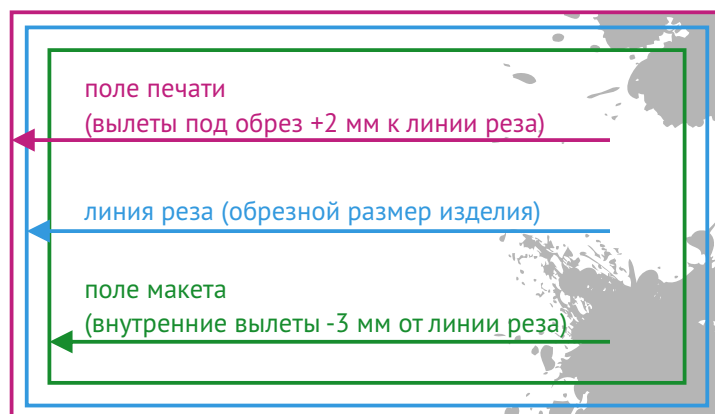 поле печати
(вылеты под обрез +2 мм к линии реза)
линия реза (обрезной размер изделия)
поле макета
(внутренние вылеты -3 мм от линии реза)